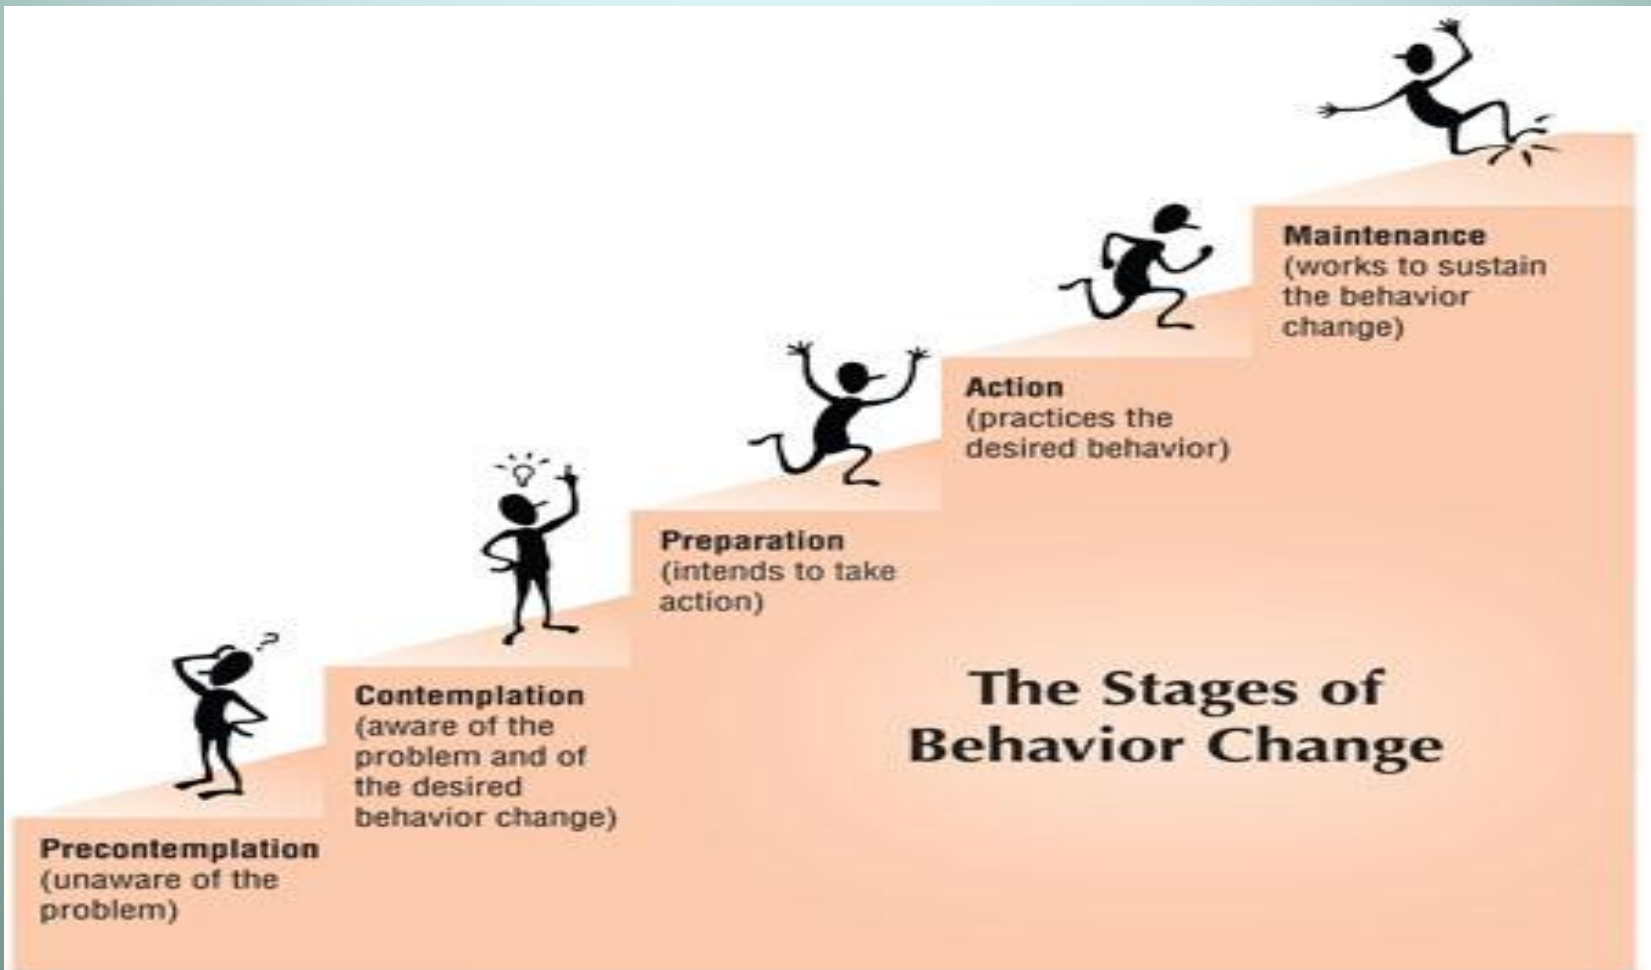 Precontemplation
(unaware of the
problem)
Contemplation
(aware of the
problem and of
the desired
behavior change)
Preparation
(intends to take
action)
Action
(practices the
desired behavior)
Maintenance
(works to sustain
the behavior
change)
The Stages of
Behavior Change
?